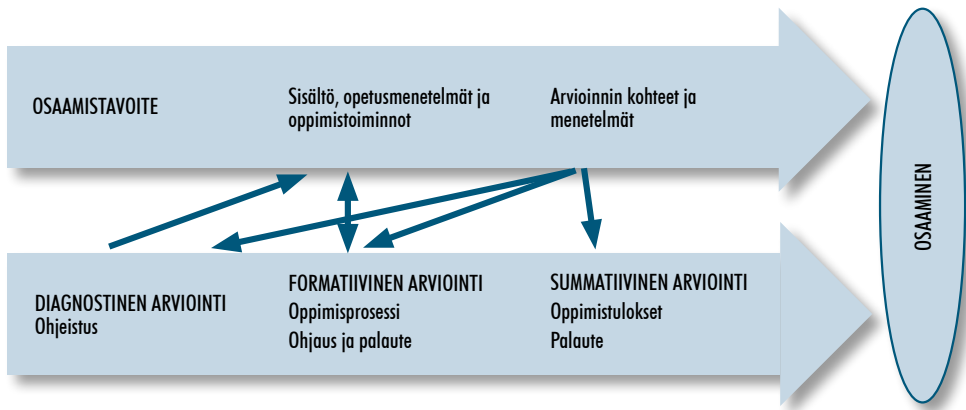 OSAAMISTAVOITE
Sisältö, opetusmenetelmät ja
oppimistoiminnot
Arvioinnin kohteet ja
menetelmät
DIAGNOSTINEN ARVIOINTI
Ohjeistus
FORMATIIVINEN ARVIOINTI
Oppimisprosessi
Ohjaus ja palaute
SUMMATIIVINEN ARVIOINTI
Oppimistulokset
Palaute
OSAAMINEN